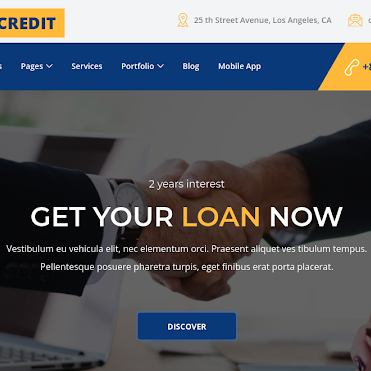 CREDIT
25 th Street Avenue, Los Angeles, CA
Pages
Services
Portfolio
Blog
Mobile App
2 years interest
GET YOUR LOAN NOW
Vestibulum eu vehicula elit, nec elementum orci. Praesent aliquet ves tibulum tempus.
Pellentesque posuere pharetra turpis, eget finibus erat porta placerat.
DISCOVER